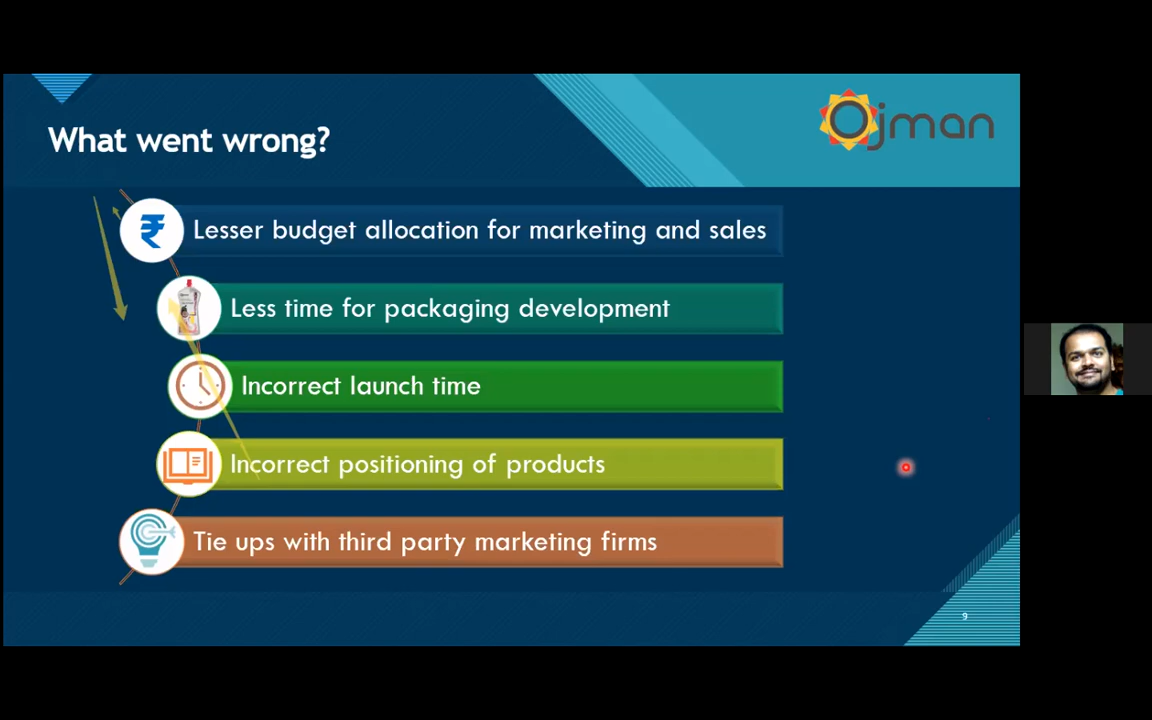 What went wrong?
Ojman
Lesser budget allocation for marketing and sales
Less time for packaging development
Incorrect launch time
Incorrect positioning of products
Tie ups with third party marketing firms
9